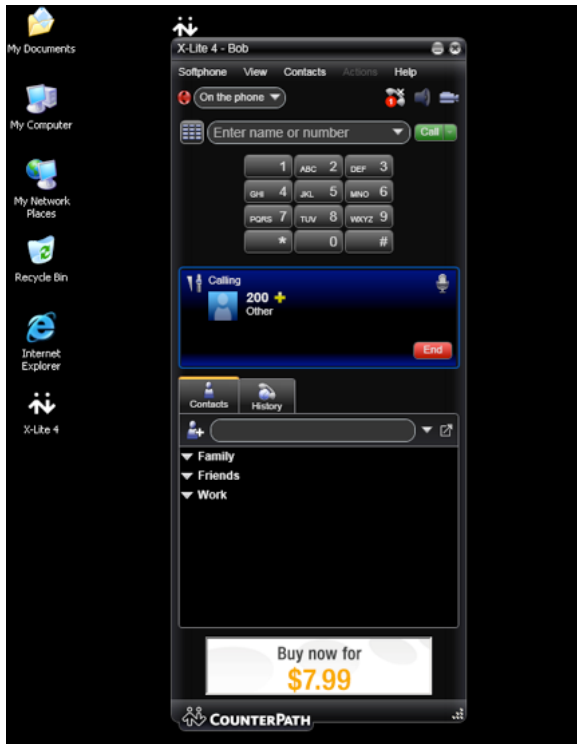 My Documents
My Computer
My Network
Places
Recycle Bin
Internet
Explorer
X-Lite 4
X-Lite 4 - Bob
Softphone View Contacts Actions Help
On the phone
1
Enter name or number
Call
1 ABC 2 DEF 3
GHI 4 JKL 5 MNO 6
PQRS 7 TUV 8 WXYZ 9
* 0 #
Calling
200
Other
End
Contacts
History
Family
Friends
Work
Buy now for
$7.99
COUNTERPATH